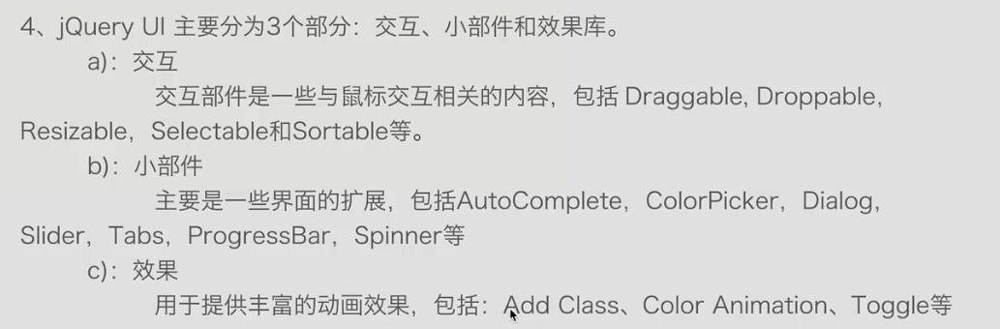 4、jQuery UI 主要分为3个部分：交互、小部件和效果库。
a)：交互
交互部件是一些与鼠标交互相关的内容，包括 Draggable, Droppable,
Resizable，Selectable和Sortable等。
b)：小部件
主要是一些界面的扩展，包括AutoComplete，ColorPicker，Dialog，
Slider，Tabs，ProgressBar，Spinner等
c)：效果
用于提供丰富的动画效果，包括：Add Class、Color Animation、Toggle等